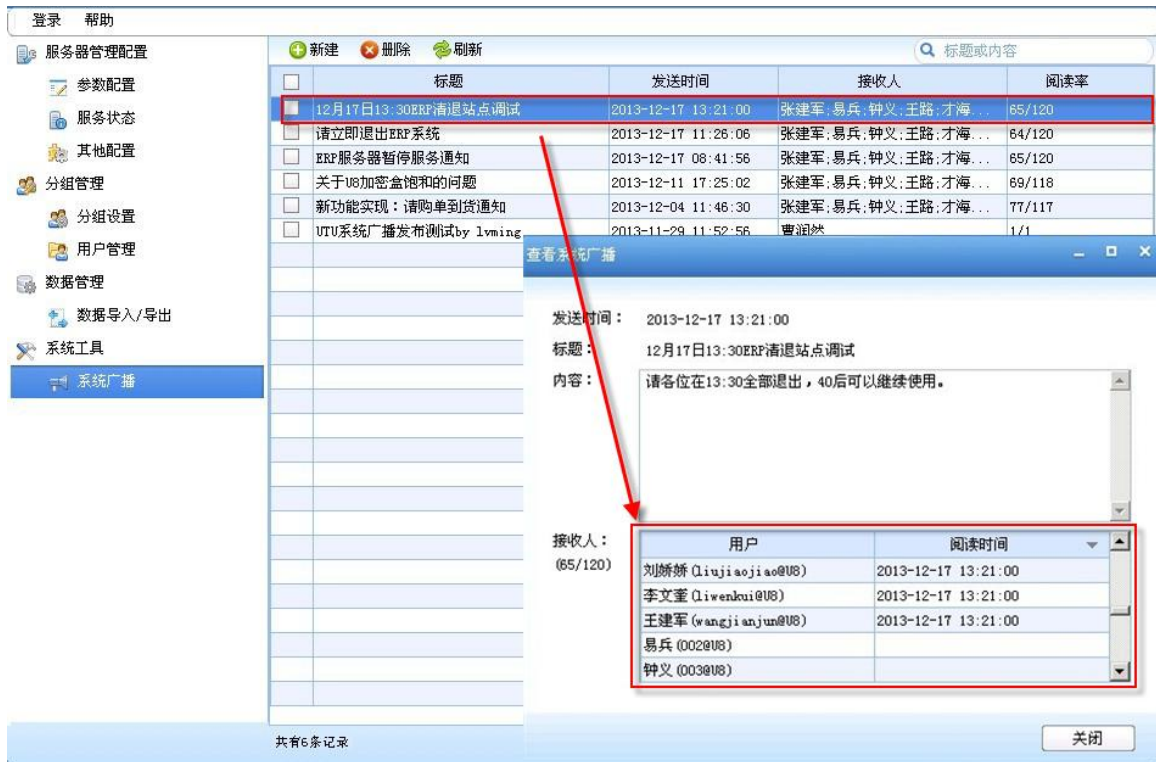 登录 帮助
服务器管理配置
参数配置
服务状态
其他配置
分组管理
分组设置
用户管理
数据管理
数据导入/导出
系统工具
系统广播
新建 删除 刷新 标题或内容
标题 发送时间 接收人 阅读率
12月17日13:30ERP清退站点调试 2013-12-17 13:21:00 张建军;易兵;钟义;王路;才海... 65/120
请立即退出ERP系统 2013-12-17 11:26:06 张建军;易兵;钟义;王路;才海... 64/120
ERP服务器暂停服务通知 2013-12-17 08:41:56 张建军;易兵;钟义;王路;才海... 65/120
关于U8加密盒饱和的问题 2013-12-11 17:25:02 张建军;易兵;钟义;王路;才海... 69/118
新功能实现：请购单到货通知 2013-12-04 11:46:30 张建军;易兵;钟义;王路;才海... 77/117
UTU系统广播发布测试by lvming 2013-11-29 11:52:56 曹润然 1/1
查看系统广播
发送时间： 2013-12-17 13:21:00
标题： 12月17日13:30ERP清退站点调试
内容： 请各位在13:30全部退出，40后可以继续使用。
接收人：
(65/120)
用户 阅读时间
刘娇娇(liujiaojiao@U8) 2013-12-17 13:21:00
李文奎(liwenkui@U8) 2013-12-17 13:21:00
王建军(wangjianjun@U8) 2013-12-17 13:21:00
易兵(002@U8)
钟义(003@U8)
关闭
共有6条记录